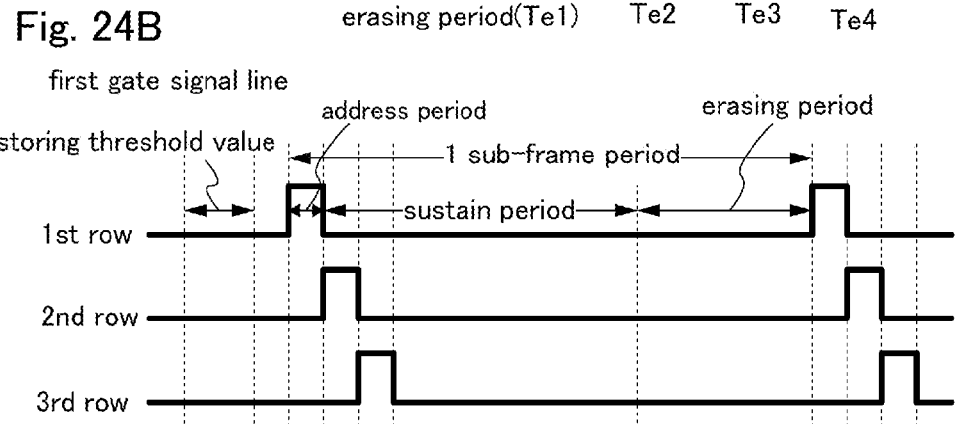 Fig. 24B
erasing period(Te1) Te2 Te3 Te4
first gate signal line
address period
erasing period
storing threshold value
1 sub-frame period
sustain period
1st row
2nd row
3rd row